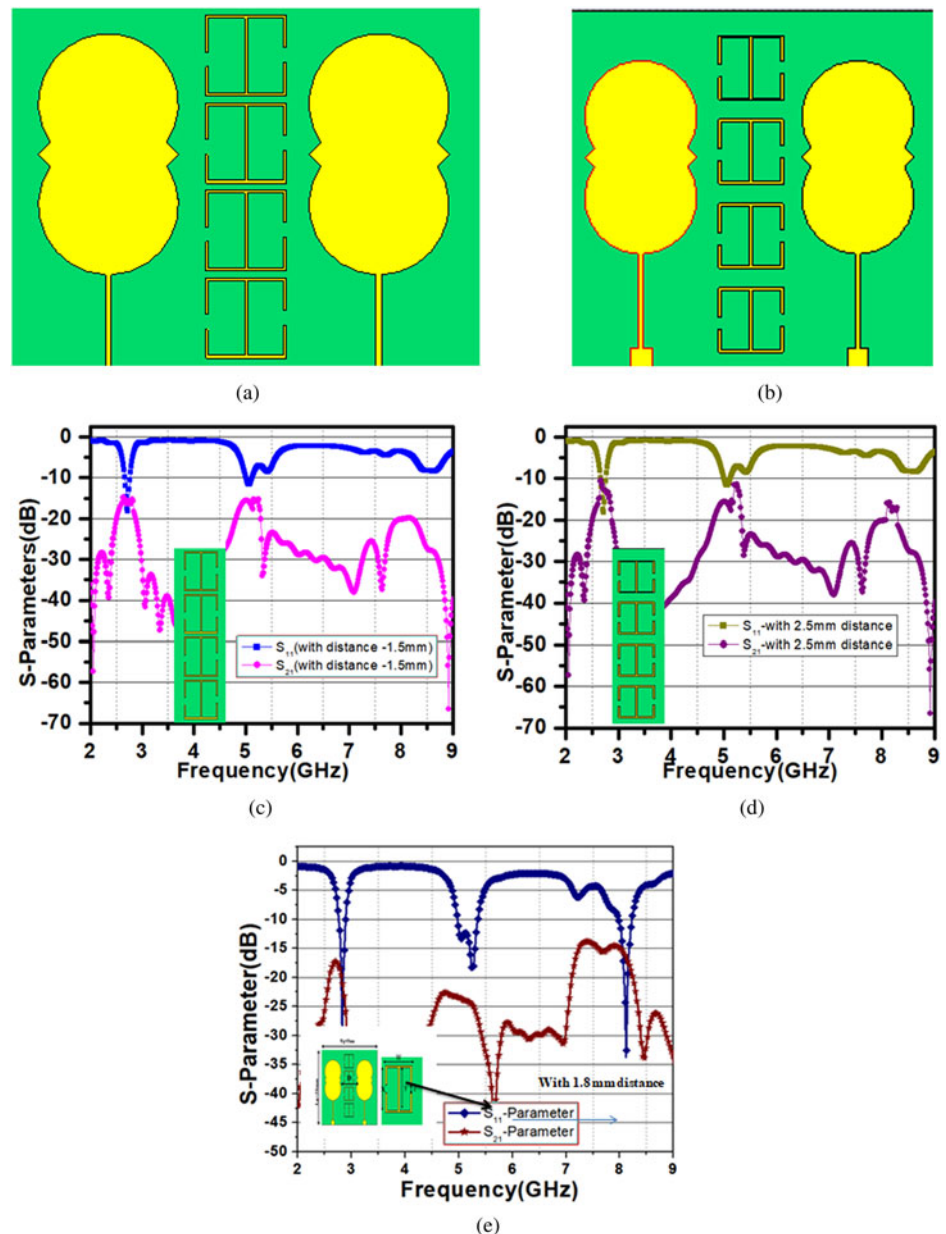 (a)
(b)
0
-10
-20
-30
-40
-50
-60
-70
S-Parameters(dB)
S11(with distance -1.5mm)
S21(with distance -1.5mm)
2 3 4 5 6 7 8 9
Frequency(GHz)
(c)
0
-10
-20
-30
-40
-50
-60
-70
S-Parameters(dB)
S11-with 2.5mm distance
S21-with 2.5mm distance
2 3 4 5 6 7 8 9
Frequency(GHz)
(d)
0
-5
-10
-15
-20
-25
-30
-35
-40
-45
-50
S-Parameter(dB)
With 1.8mm distance
S11-Parameter
S21-Parameter
2 3 4 5 6 7 8 9
Frequency(GHz)
(e)